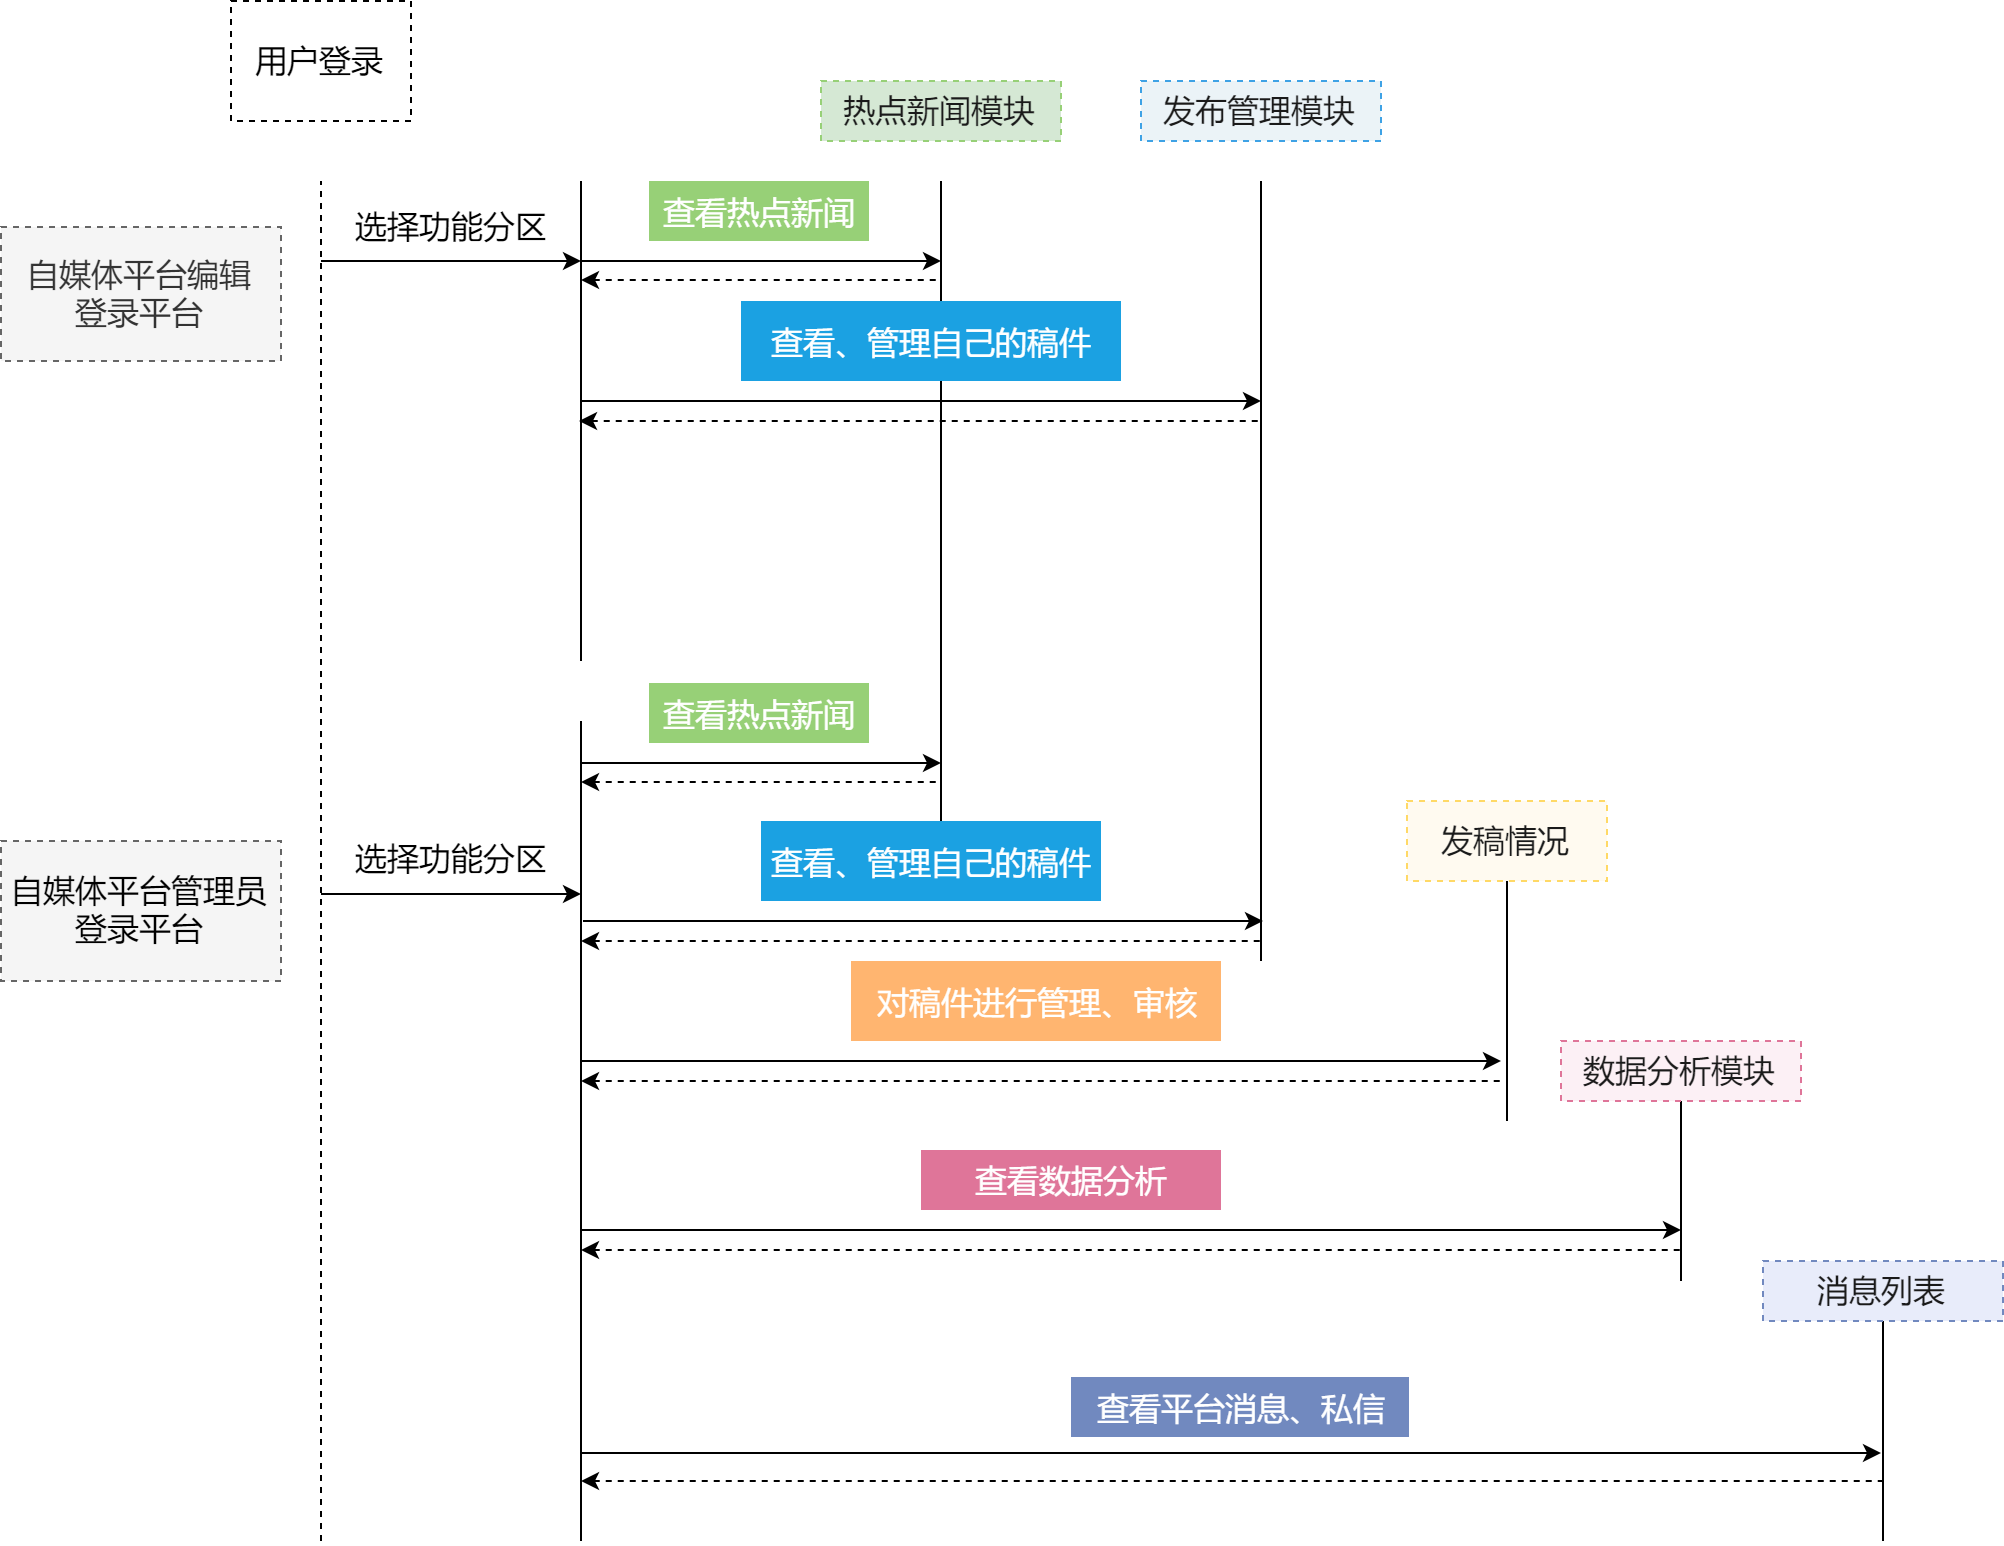 用户登录
热点新闻模块
发布管理模块
选择功能分区
查看热点新闻
自媒体平台编辑
登录平台
查看、管理自己的稿件
查看热点新闻
选择功能分区
查看、管理自己的稿件
发稿情况
自媒体平台管理员
登录平台
对稿件进行管理、审核
数据分析模块
查看数据分析
消息列表
查看平台消息、私信